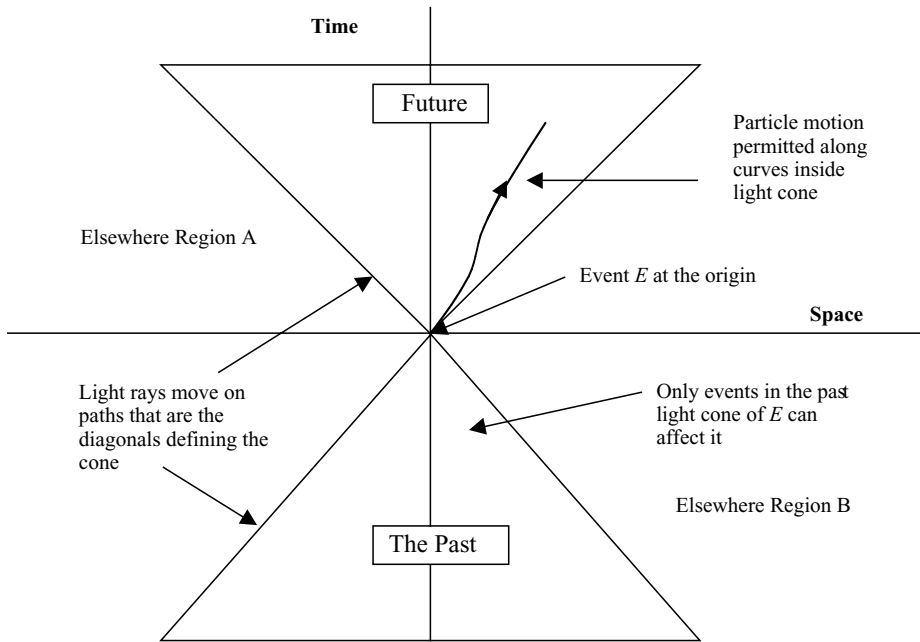 Time
Future
Particle motion
permitted along
curves inside
light cone
Elsewhere Region A
Event E at the origin
Space
Light rays move on
paths that are the
diagonals defining the
cone
Only events in the past
light cone of E can
affect it
Elsewhere Region B
The Past